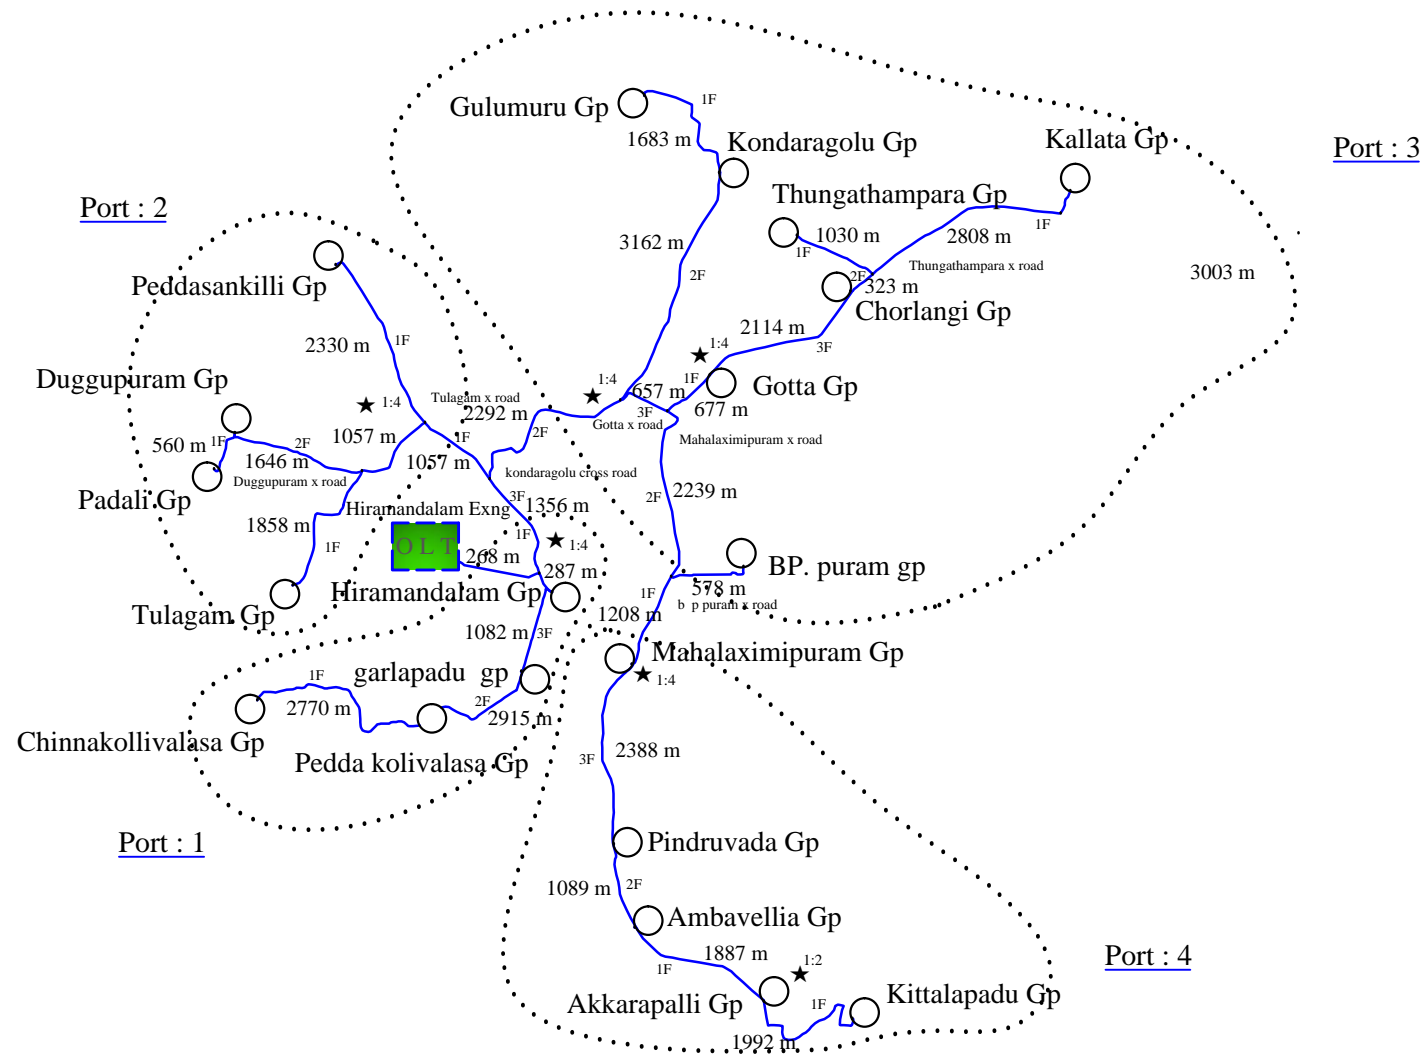 Gulumuru Gp
1F
1683 m
Kondaragolu Gp
Kallata Gp
Port : 3
Thungathampara Gp
1030 m
1F
2808 m
1F
Thungathampara x road
3003 m
Port : 2
3162 m
2F
2F
323 m
Chorlangi Gp
Peddasankilli Gp
2330 m
1F
2114 m
3F
1:4
Duggupuram Gp
1:4
1:4
657 m
1F
Gotta Gp
677 m
3F
Tulagam x road
2292 m
2F
Gotta x road
Mahalaximipuram x road
560 m
1F
2F
1057 m
1F
1057 m
1646 m
Duggupuram x road
kondaragolu cross road
Padali Gp
2F
2239 m
3F
1356 m
Hiramandalam Exng
1858 m
1F
1F
1:4
O L T
268 m
287 m
BP. puram gp
Hiramandalam Gp
578 m
b p puram x road
1F
1208 m
Tulagam Gp
1082 m
3F
Mahalaximipuram Gp
1:4
garlapadu gp
1F
2770 m
2F
2915 m
Chinnakollivalasa Gp
Pedda kolivalasa Gp
3F
2388 m
Port : 1
Pindruvada Gp
1089 m
2F
Ambavellia Gp
1887 m
1F
1:2
Port : 4
Akkarapalli Gp
1F
Kittalapadu Gp
1992 m